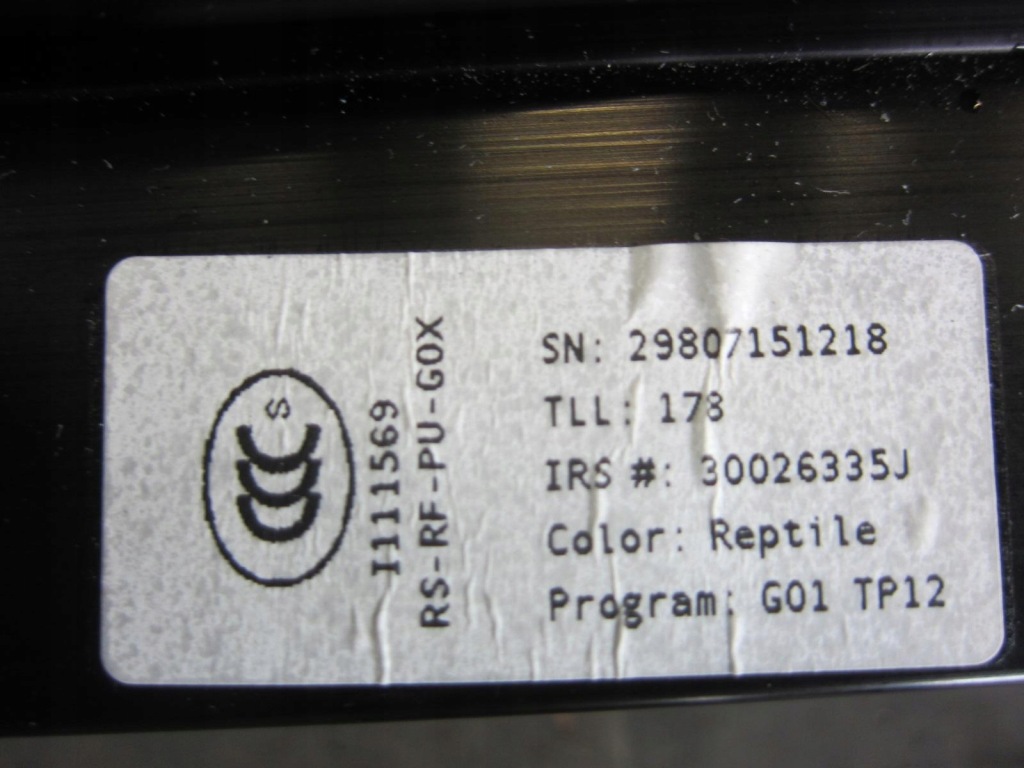 S
I111569
RS-RF-PU-G0X
SN: 29807151218
TLL: 178
IRS #: 30026335J
Color: Reptile
Program: G01 TP12